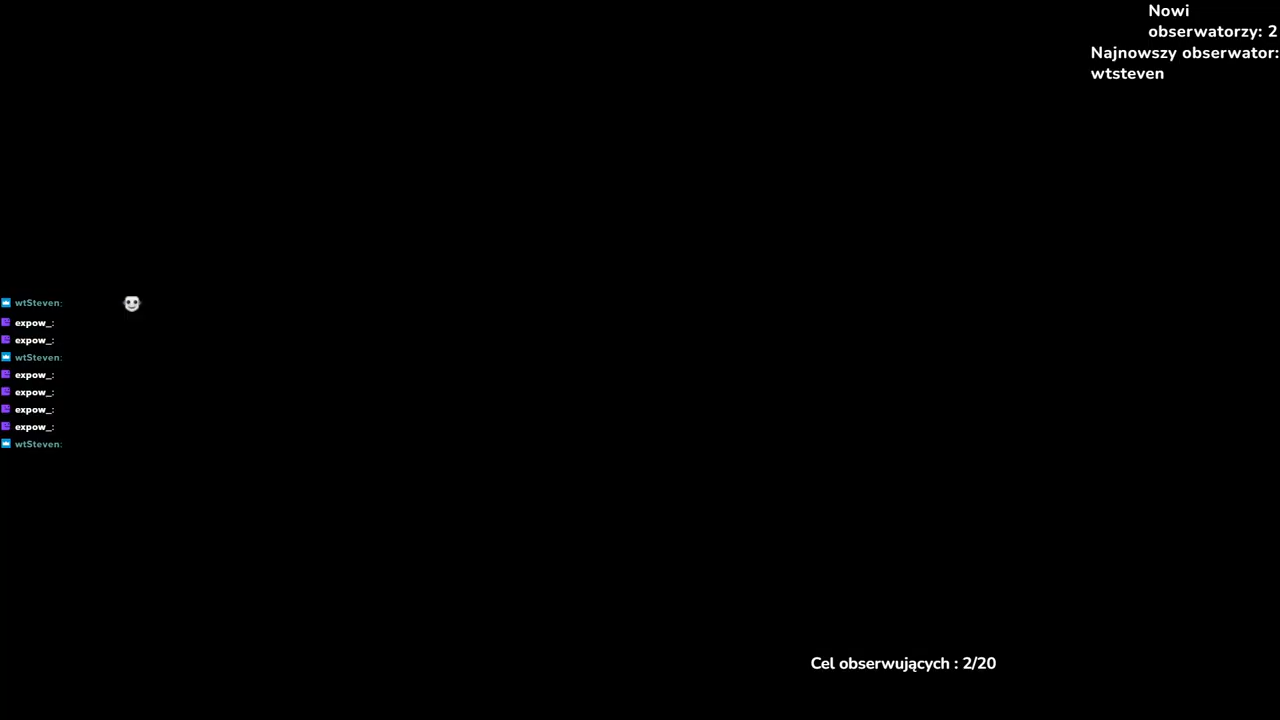 Nowi
obserwatorzy: 2
Najnowszy obserwator:
wtsteven
wtSteven:
expow_:
expow_:
wtSteven:
expow_:
expow_:
expow_:
expow_:
wtSteven:
Cel obserwujących : 2/20